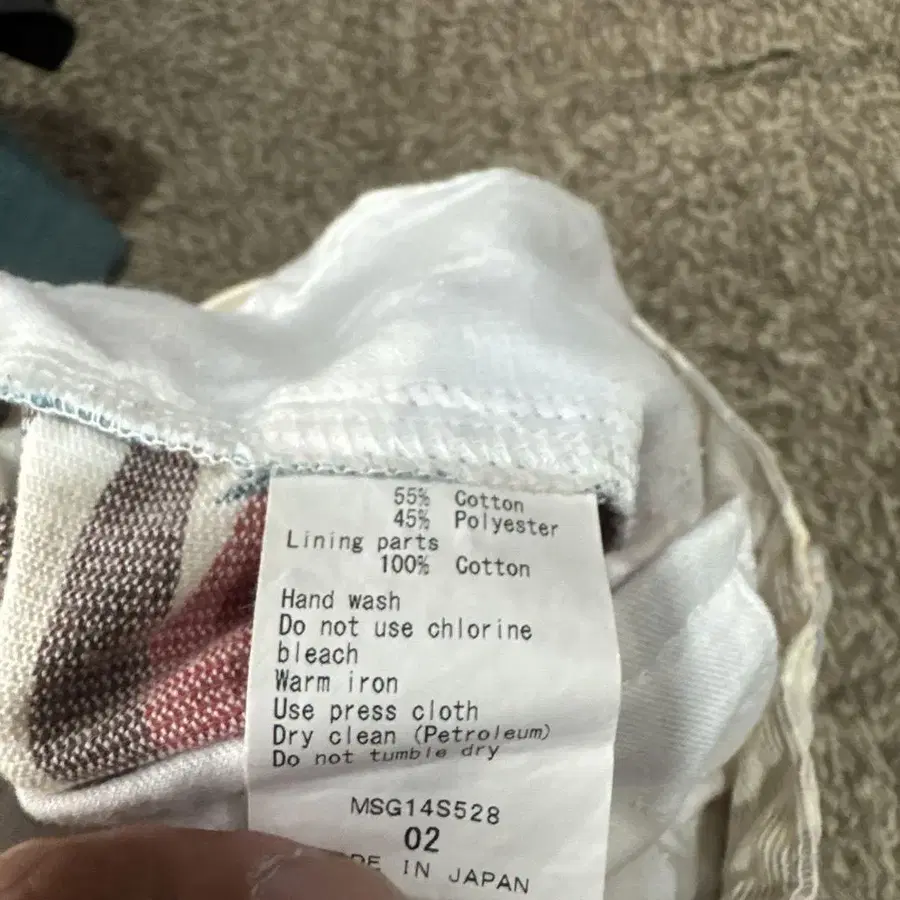 55% Cotton
45% Polyester
Lining parts
100% Cotton
Hand wash
Do not use chlorine
bleach
Warm iron
Use press cloth
Dry clean (Petroleum)
Do not tumble dry
MSG14S528
02
IN JAPAN